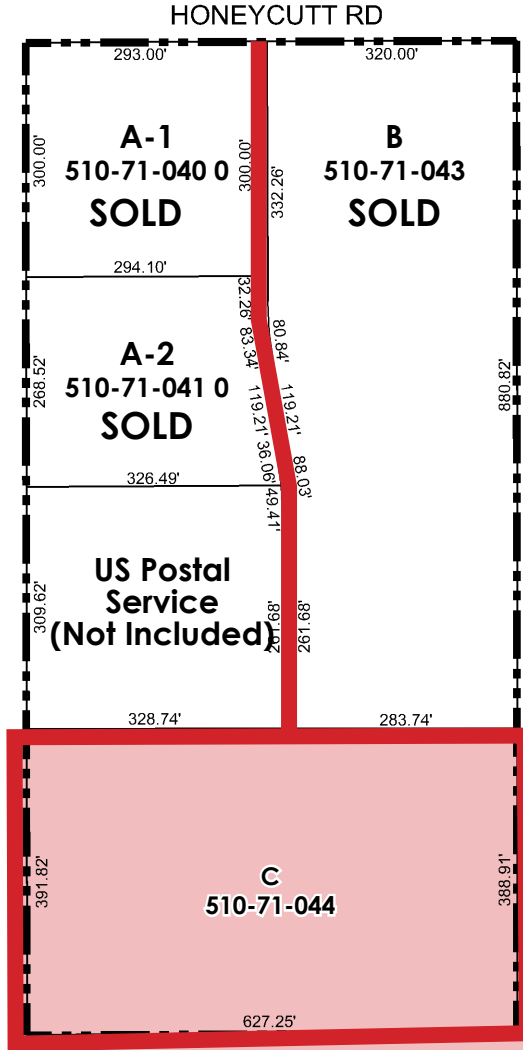 HONEYCUTT RD
293.00'
320.00'
A-1
510-71-040 0
SOLD
300.00'
300.00'
332.26'
B
510-71-043
SOLD
294.10'
32.26'
83.34'
80.84'
A-2
510-71-041 0
SOLD
268.52'
119.21'
119.21'
880.82'
36.06'
88.03'
326.49'
49.41'
US Postal
Service
(Not Included)
309.62'
261.68'
261.68'
328.74'
283.74'
391.82'
C
510-71-044
388.91'
627.25'